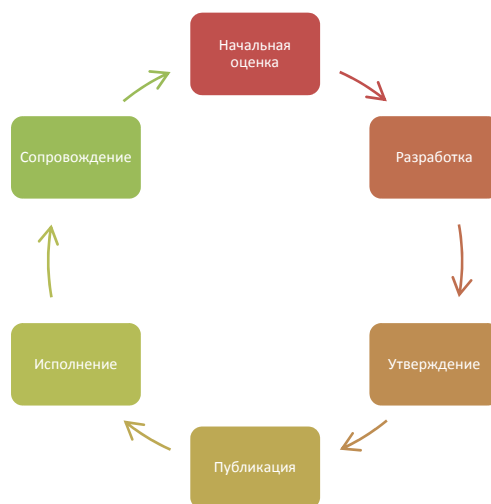 Начальная
оценка
Разработка
Утверждение
Публикация
Исполнение
Сопровождение